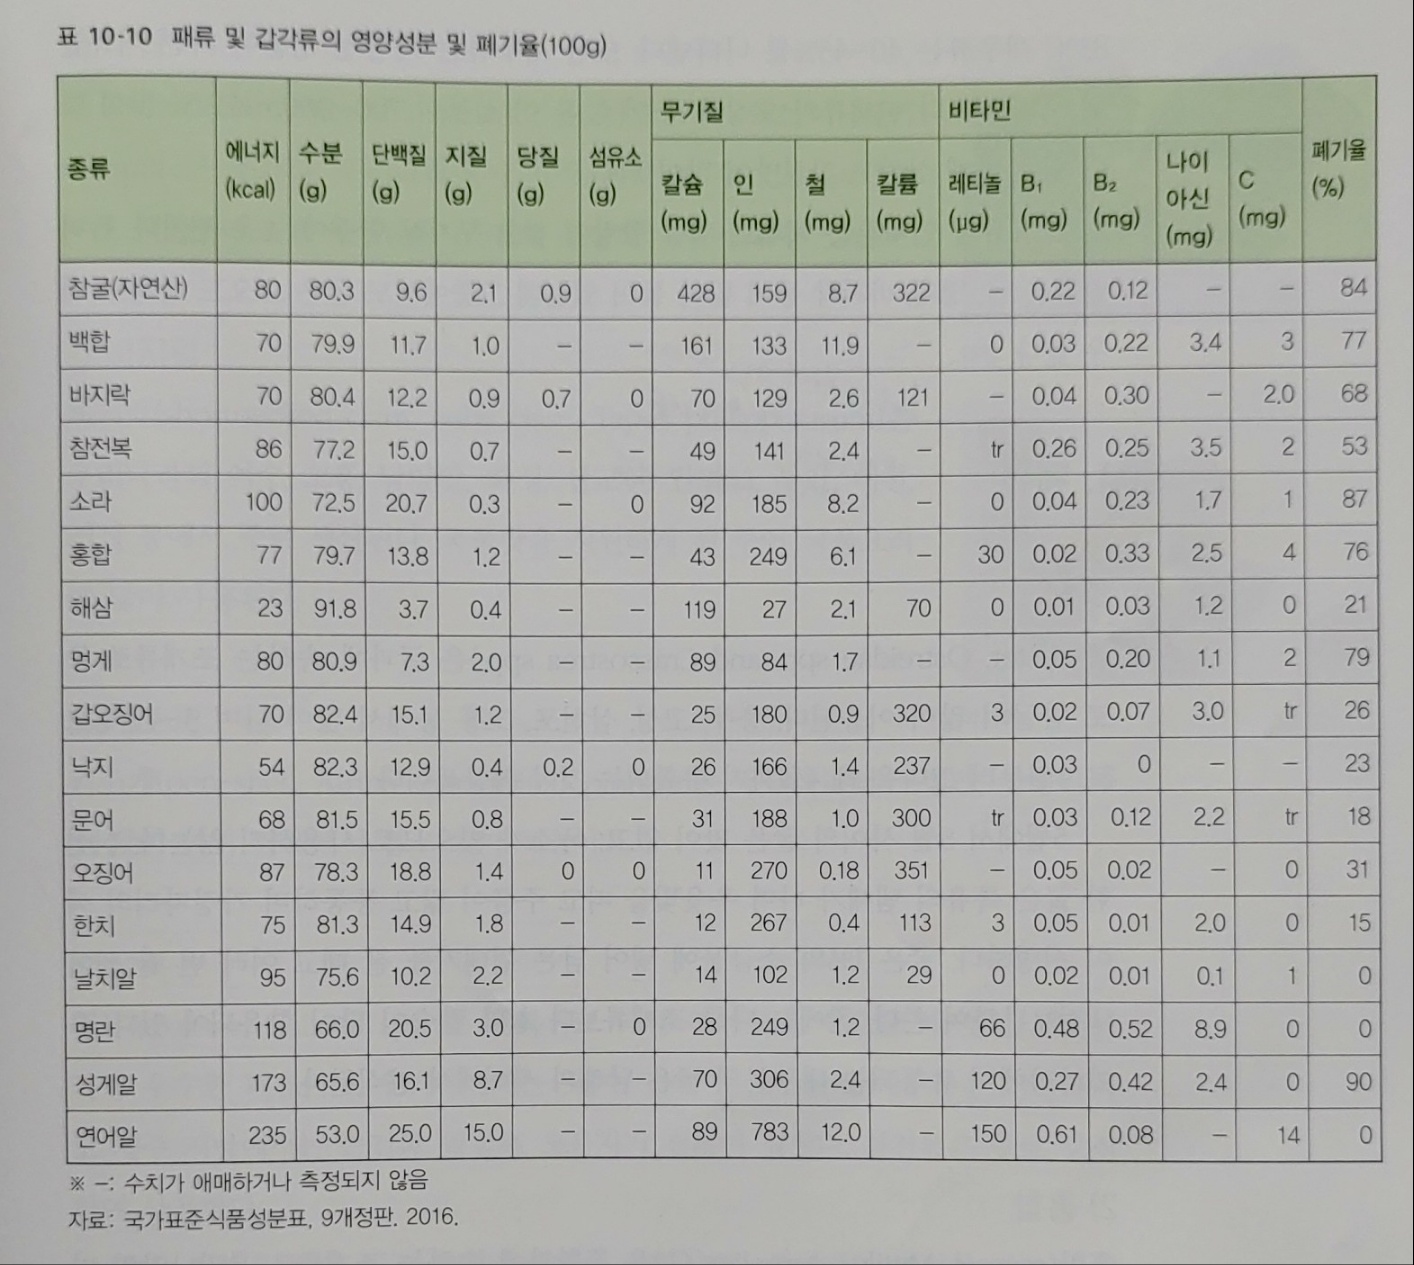 표 10-10 패류 및 갑각류의 영양성분 및 폐기율(100g)
종류 에너지 (kcal) 수분 (g) 단백질 (g) 지질 (g) 당질 (g) 섬유소 (g) 무기질 비타민 폐기율 (%)
칼슘 (mg) 인 (mg) 철 (mg) 칼륨 (mg) 레티놀 (μg) B₁ (mg) B₂ (mg) 나이아신 (mg) C (mg)
참굴(자연산) 80 80.3 9.6 2.1 0.9 0 428 159 8.7 322 – 0.22 0.12 – – 84
백합 70 79.9 11.7 1.0 – – 161 133 11.9 – 0 0.03 0.22 3.4 3 77
바지락 70 80.4 12.2 0.9 0.7 0 70 129 2.6 121 – 0.04 0.30 – 2.0 68
참전복 86 77.2 15.0 0.7 – – 49 141 2.4 – tr 0.26 0.25 3.5 2 53
소라 100 72.5 20.7 0.3 – 0 92 185 8.2 – 0 0.04 0.23 1.7 1 87
홍합 77 79.7 13.8 1.2 – – 43 249 6.1 – 30 0.02 0.33 2.5 4 76
해삼 23 91.8 3.7 0.4 – – 119 27 2.1 70 0 0.01 0.03 1.2 0 21
멍게 80 80.9 7.3 2.0 – – 89 84 1.7 – – 0.05 0.20 1.1 2 79
갑오징어 70 82.4 15.1 1.2 – – 25 180 0.9 320 3 0.02 0.07 3.0 tr 26
낙지 54 82.3 12.9 0.4 0.2 0 26 166 1.4 237 – 0.03 0 – – 23
문어 68 81.5 15.5 0.8 – – 31 188 1.0 300 tr 0.03 0.12 2.2 tr 18
오징어 87 78.3 18.8 1.4 0 0 11 270 0.18 351 – 0.05 0.02 – 0 31
한치 75 81.3 14.9 1.8 – – 12 267 0.4 113 3 0.05 0.01 2.0 0 15
날치알 95 75.6 10.2 2.2 – – 14 102 1.2 29 0 0.02 0.01 0.1 1 0
명란 118 66.0 20.5 3.0 – 0 28 249 1.2 – 66 0.48 0.52 8.9 0 0
성게알 173 65.6 16.1 8.7 – – 70 306 2.4 – 120 0.27 0.42 2.4 0 90
연어알 235 53.0 25.0 15.0 – – 89 783 12.0 – 150 0.61 0.08 – 14 0
※ –: 수치가 애매하거나 측정되지 않음
자료: 국가표준식품성분표, 9개정판. 2016.